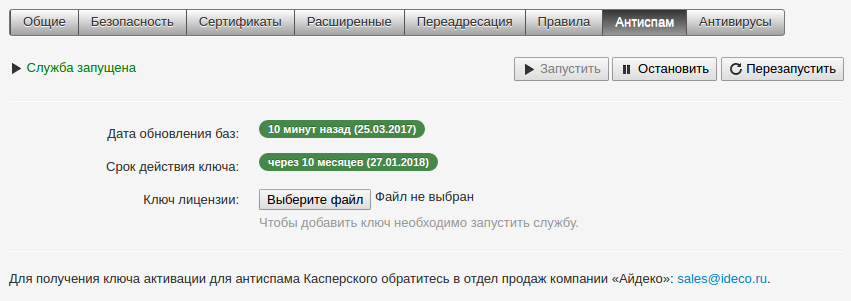 Общие Безопасность Сертификаты Расширенные Переадресация Правила Антиспам Антивирусы
Служба запущена Запустить Остановить Перезапустить
Дата обновления баз: 10 минут назад (25.03.2017)
Срок действия ключа: через 10 месяцев (27.01.2018)
Ключ лицензии: Выберите файл Файл не выбран
Чтобы добавить ключ необходимо запустить службу.
Для получения ключа активации для антиспама Касперского обратитесь в отдел продаж компании «Айдеко»: sales@ideco.ru.